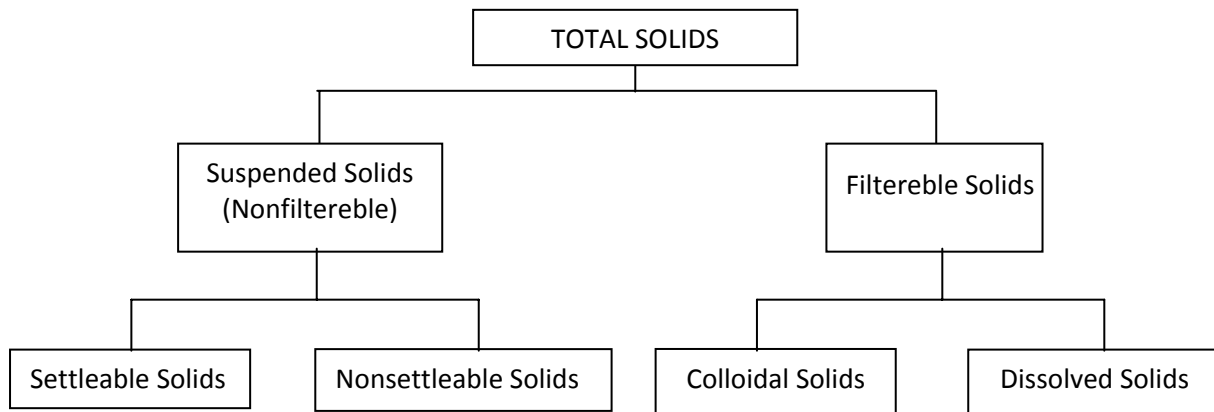 TOTAL SOLIDS
Suspended Solids
(Nonfiltereble)
Filtereble Solids
Settleable Solids
Nonsettleable Solids
Colloidal Solids
Dissolved Solids